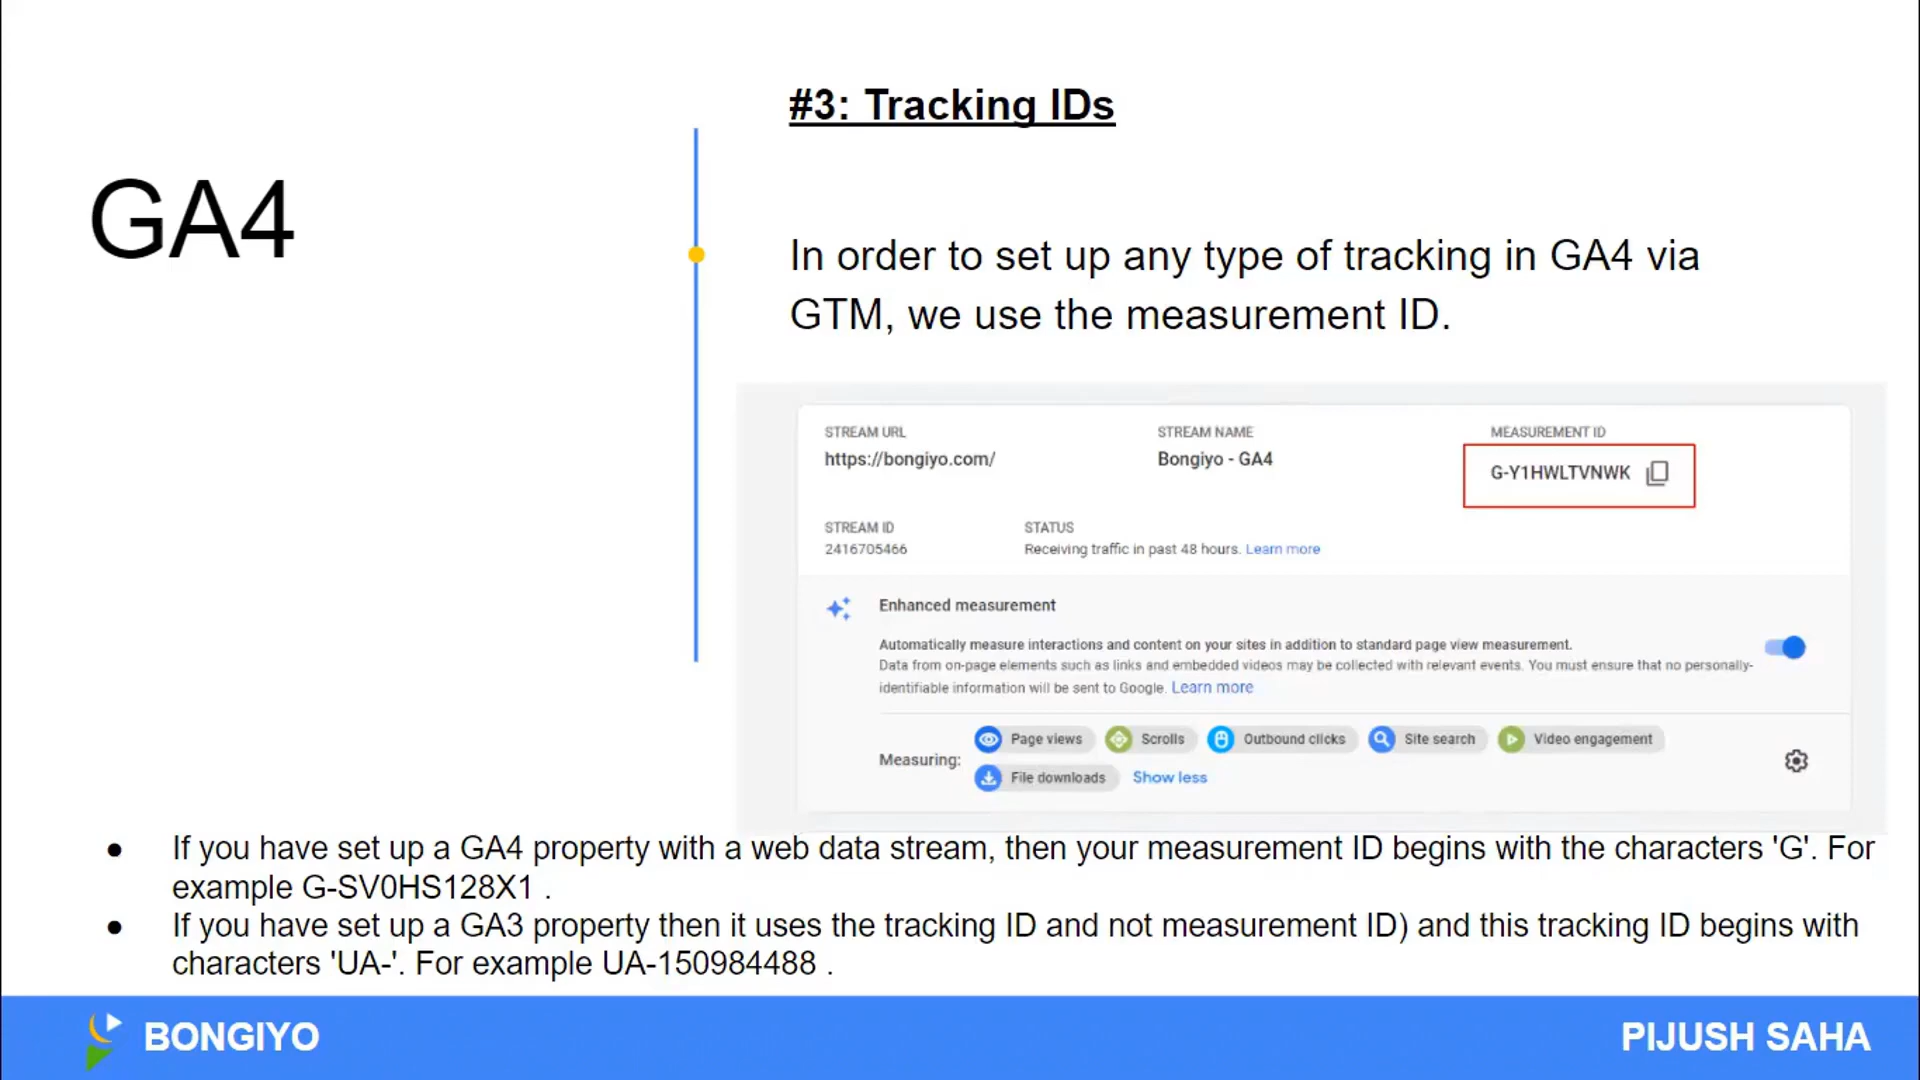 #3: Tracking IDs
GA4
In order to set up any type of tracking in GA4 via
GTM, we use the measurement ID.
STREAM URL
https://bongiyo.com/
STREAM NAME
Bongiyo - GA4
MEASUREMENT ID
G-Y1HWLTVNWK
STREAM ID
2416705466
STATUS
Receiving traffic in past 48 hours. Learn more
Enhanced measurement
Automatically measure interactions and content on your sites in addition to standard page view measurement.
Data from on-page elements such as links and embedded videos may be collected with relevant events. You must ensure that no personally-
identifiable information will be sent to Google. Learn more
Measuring:
Page views
Scrolls
Outbound clicks
Site search
Video engagement
File downloads
Show less
● If you have set up a GA4 property with a web data stream, then your measurement ID begins with the characters 'G'. For
example G-SV0HS128X1 .
● If you have set up a GA3 property then it uses the tracking ID and not measurement ID) and this tracking ID begins with
characters 'UA-'. For example UA-150984488 .
BONGIYO
PIJUSH SAHA